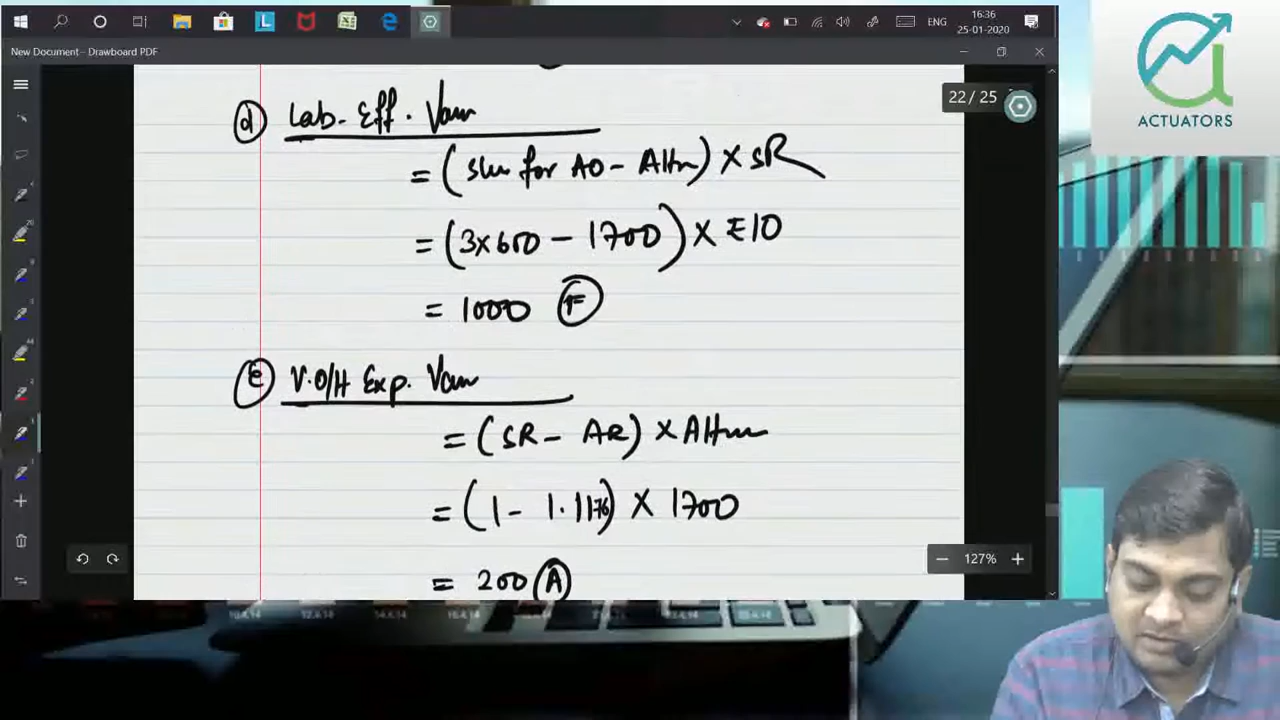 16:36
ENG
25-01-2020
New Document - Drawboard PDF
22 / 25
ACTUATORS
(d) Lab. Eff. Varn
= (SHrs for AO - AHrs) × SR
= (3×600 - 1700) × ₹10
= 1000 (F)
(e) V.O/H Exp. Varn
= (SR - AR) × AHrs
= (1 - 1.1176) × 1700
= 200 (A)
127%